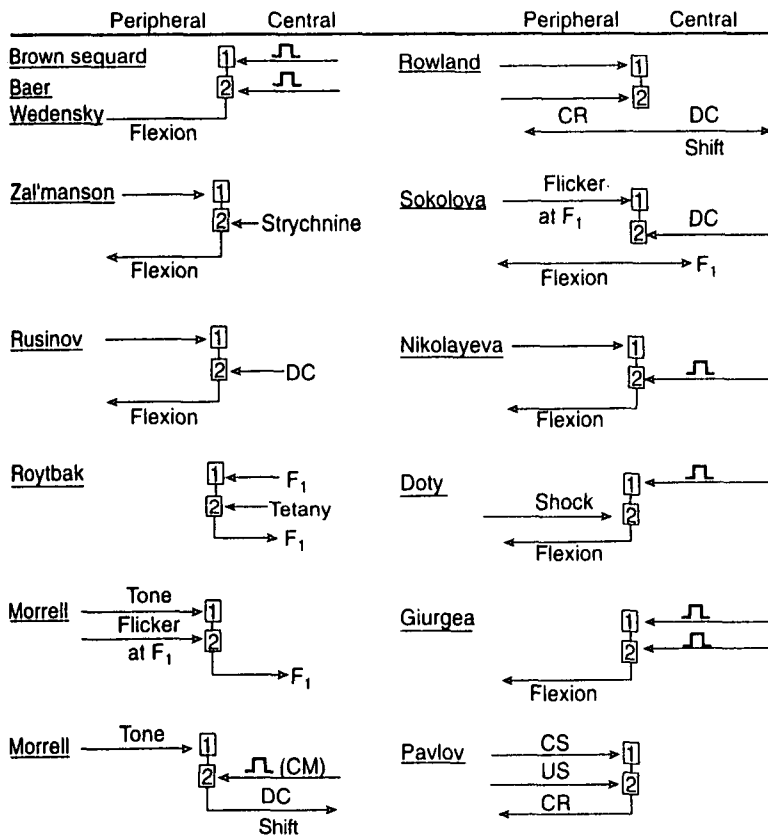 Peripheral Central
Brown sequard 1
Baer 2
Wedensky
Flexion
Zal'manson 1
2 Strychnine
Flexion
Rusinov 1
2 DC
Flexion
Roytbak 1 F1
2 Tetany
F1
Morrell Tone 1
Flicker 2
at F1
F1
Morrell Tone 1
2 (CM)
DC
Shift
Peripheral Central
Rowland 1
2
CR DC
Shift
Sokolova Flicker 1
at F1
2 DC
Flexion F1
Nikolayeva 1
2
Flexion
Doty 1
Shock 2
Flexion
Giurgea 1
2
Flexion
Pavlov CS 1
US 2
CR